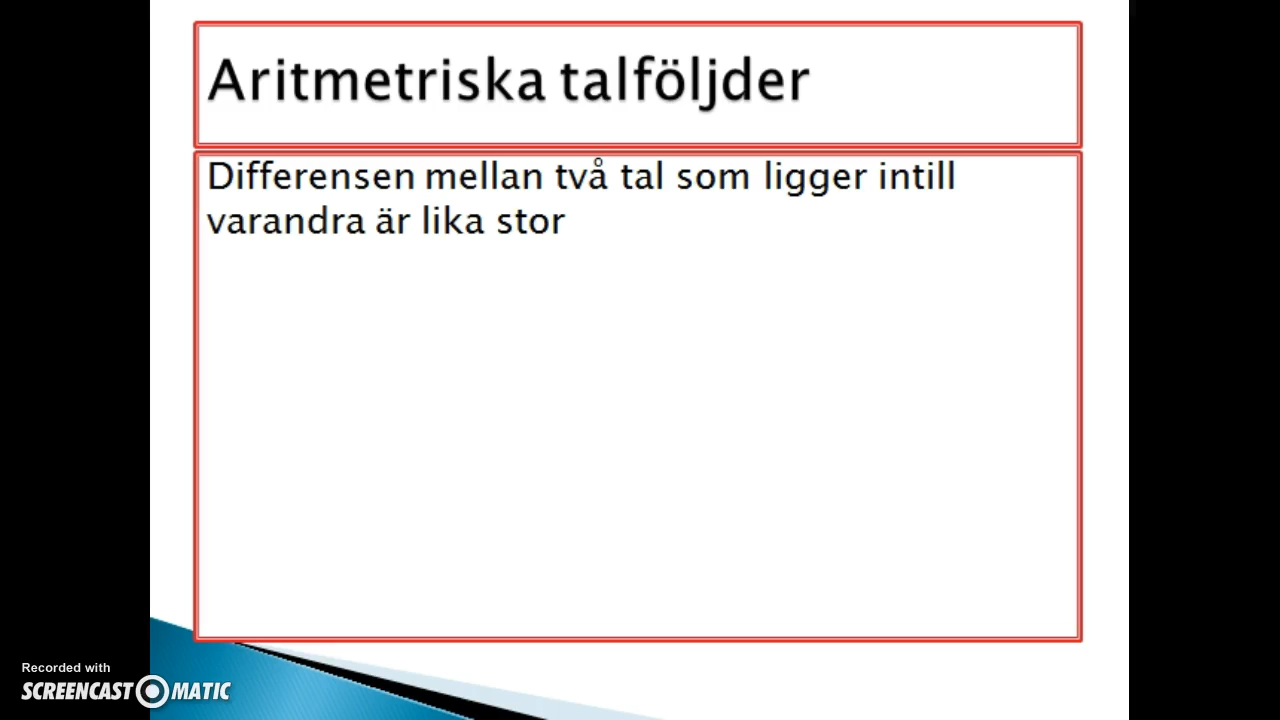 Aritmetriska talföljder
Differensen mellan två tal som ligger intill
varandra är lika stor
Recorded with
SCREENCAST MATIC